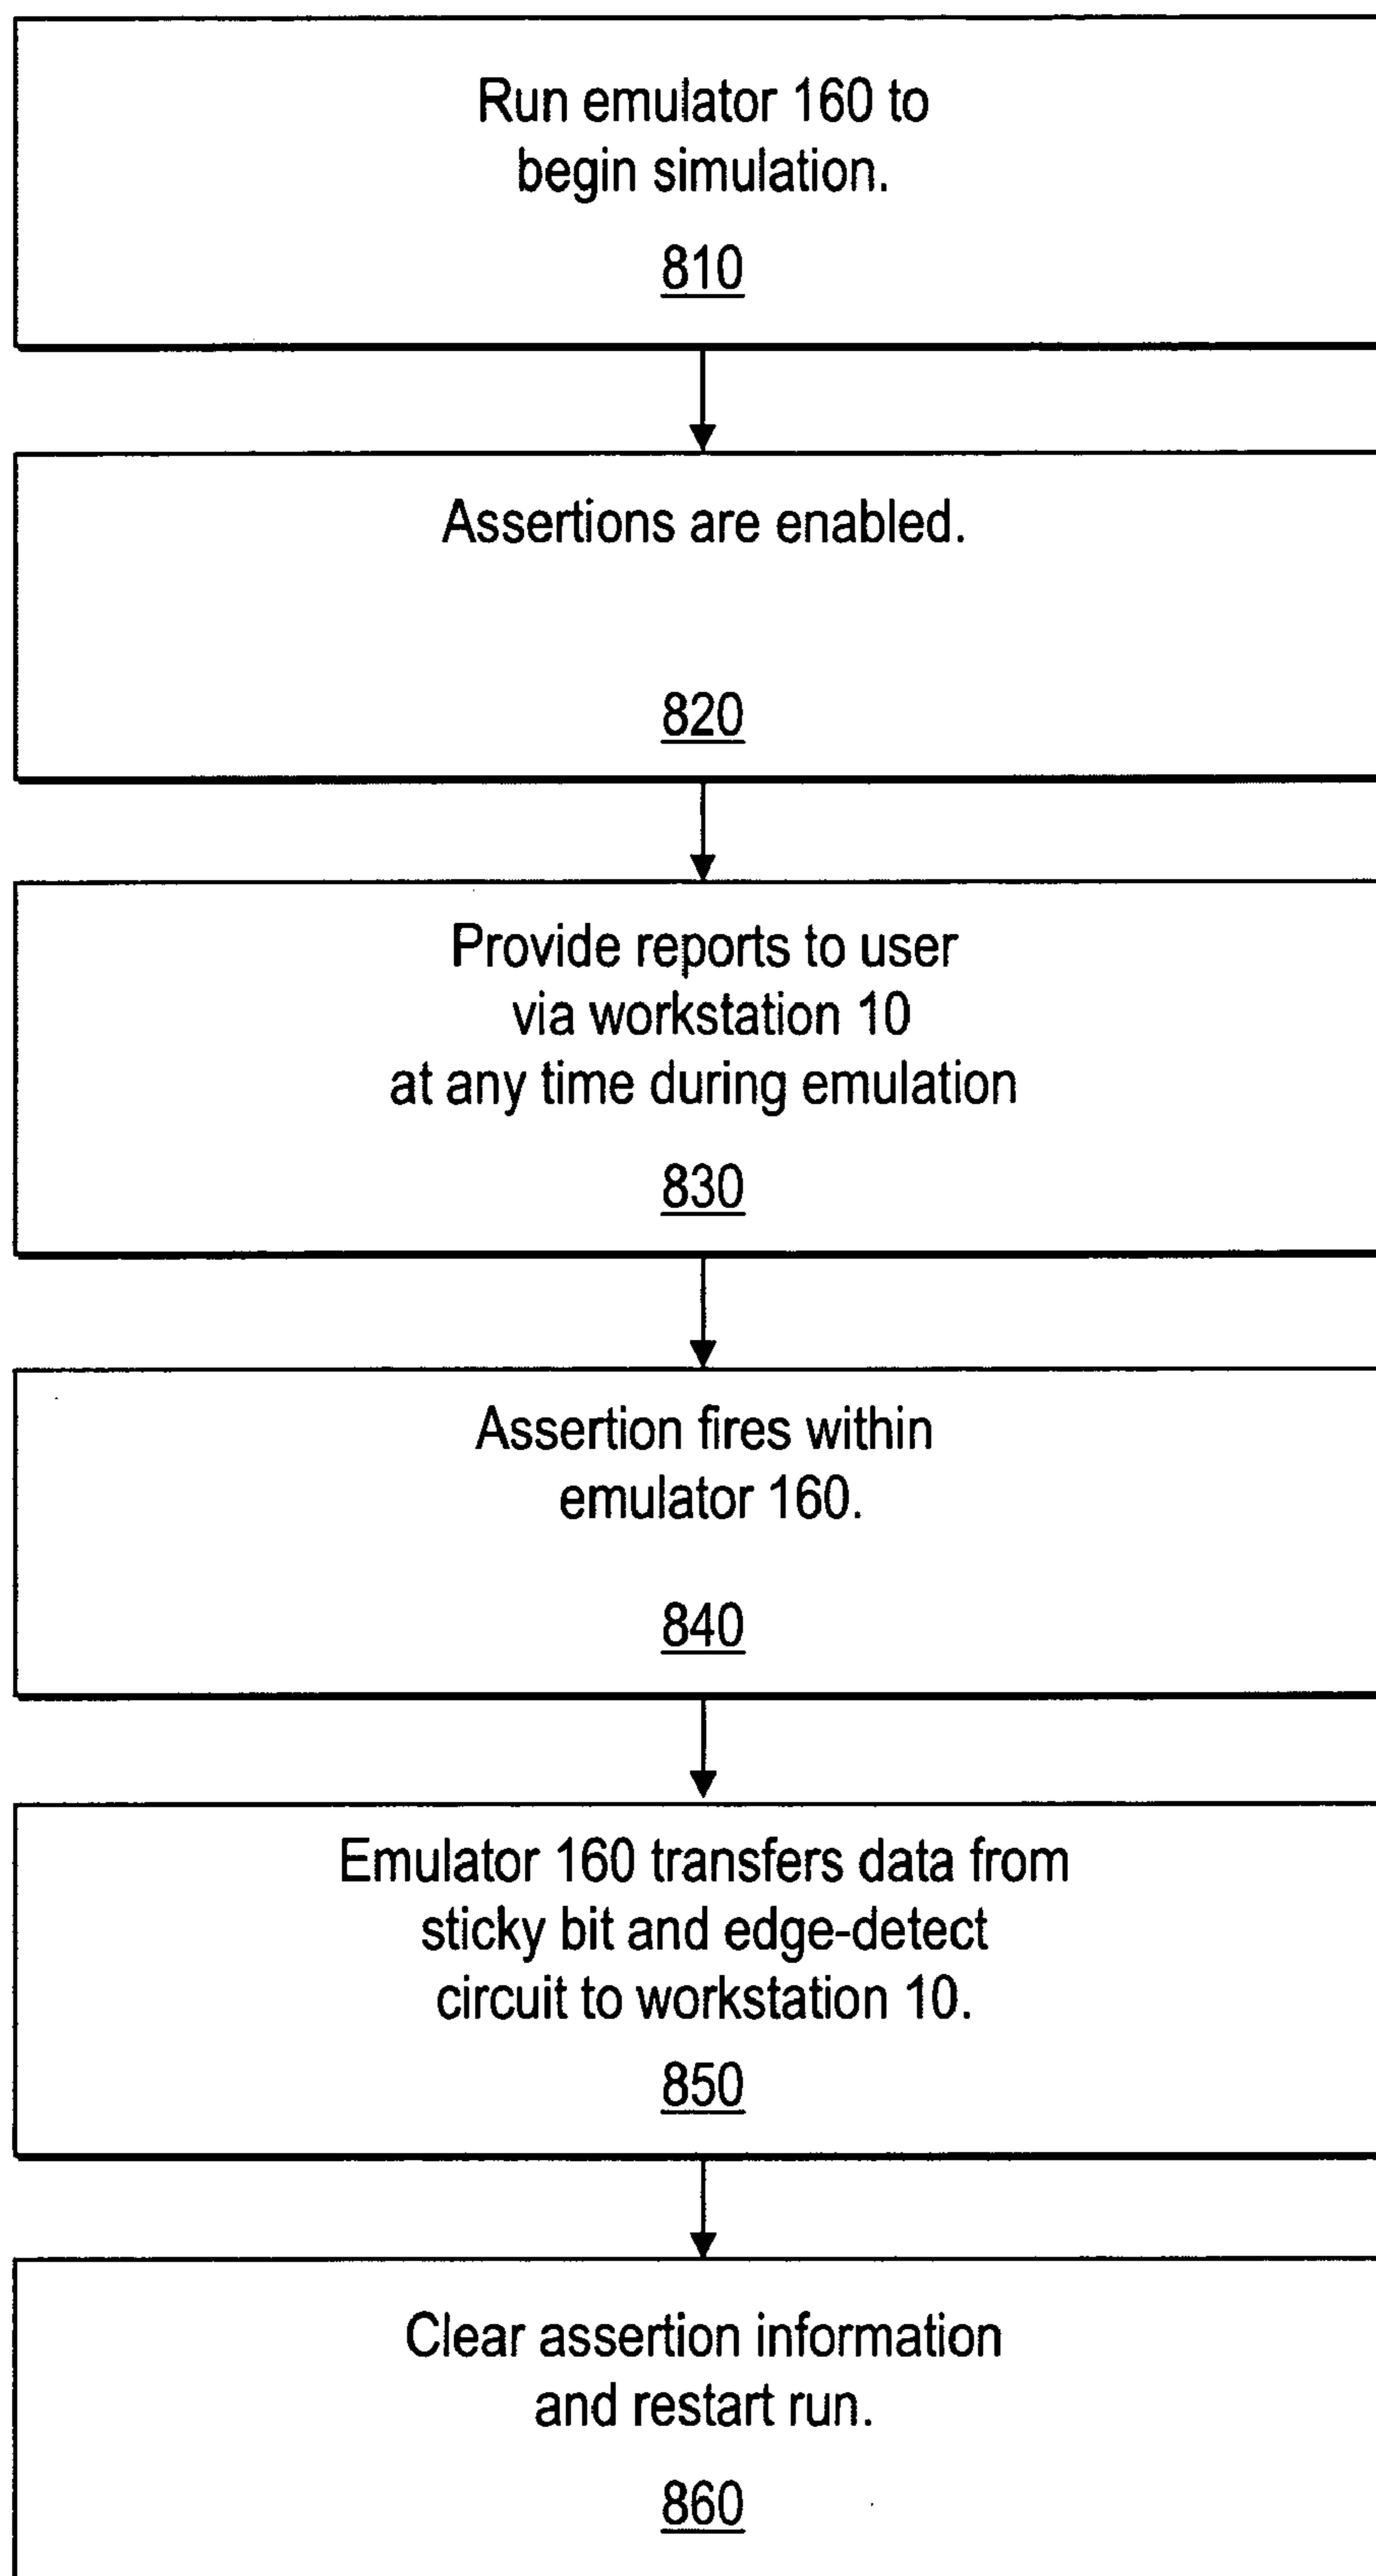 Run emulator 160 to
begin simulation.
810
Assertions are enabled.
820
Provide reports to user
via workstation 10
at any time during emulation
830
Assertion fires within
emulator 160.
840
Emulator 160 transfers data from
sticky bit and edge-detect
circuit to workstation 10.
850
Clear assertion information
and restart run.
860